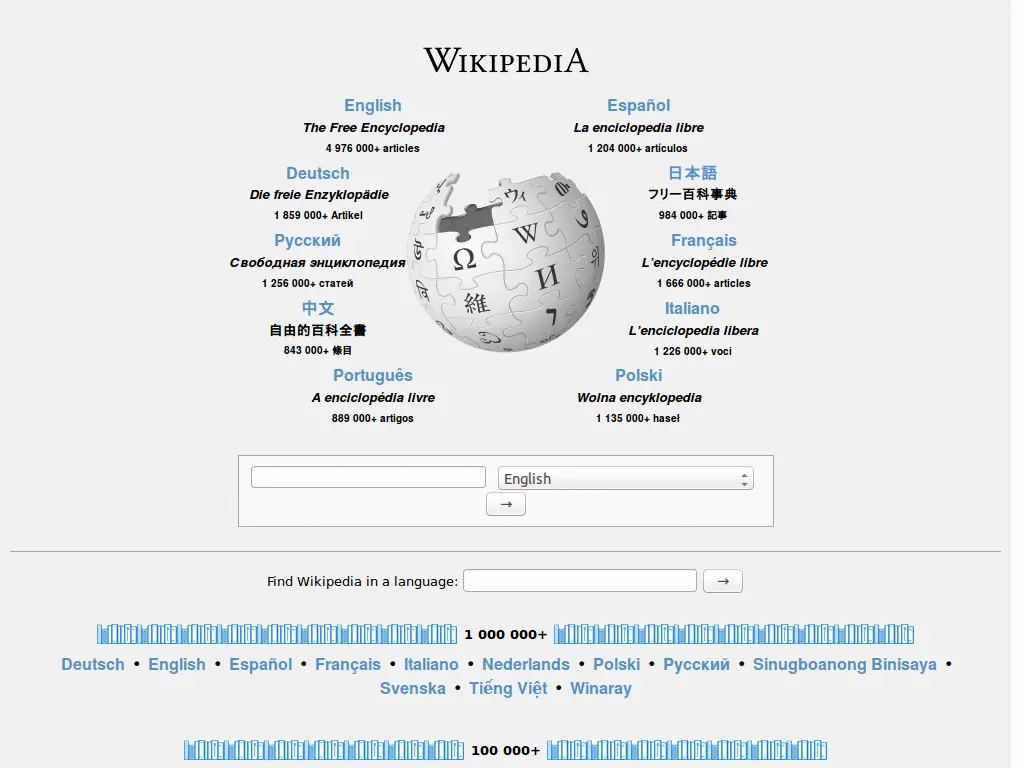 WIKIPEDIA
English
The Free Encyclopedia
4 976 000+ articles
Español
La enciclopedia libre
1 204 000+ artículos
Deutsch
Die freie Enzyklopädie
1 859 000+ Artikel
日本語
フリー百科事典
984 000+ 記事
Русский
Свободная энциклопедия
1 256 000+ статей
Français
L'encyclopédie libre
1 666 000+ articles
中文
自由的百科全書
843 000+ 條目
Italiano
L'enciclopedia libera
1 226 000+ voci
Português
A enciclopédia livre
889 000+ artigos
Polski
Wolna encyklopedia
1 135 000+ haseł
Ω
W
И
維
ウィ
English
→
Find Wikipedia in a language: →
1 000 000+
Deutsch • English • Español • Français • Italiano • Nederlands • Polski • Русский • Sinugboanong Binisaya •
Svenska • Tiếng Việt • Winaray
100 000+